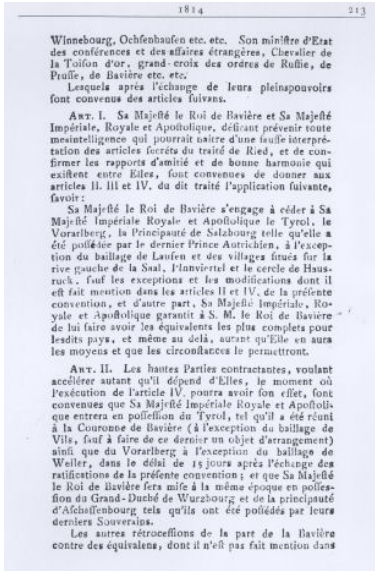 1814 213
Winnebourg, Ochsenhausen etc. etc. Son ministre d'Etat
des conférences et des affaires étrangères, Chevalier de
la Toison d'or, grand-croix des ordres de Russie, de
Prusse, de Bavière etc. etc.
Lesquels après l'échange de leurs pleinspouvoirs
sont convenus des articles suivans.
ART. I. Sa Majesté le Roi de Bavière et Sa Majesté
Impériale, Royale et Apostolique, désirant prévenir toute
mesintelligence qui pourrait naitre d'une fausse interpré-
tation des articles secrets du traité de Ried, et de con-
firmer les rapports d'amitié et de bonne harmonie qui
existent entre Elles, sont convenues de donner aux
articles II. III et IV. du dit traité l'application suivante,
savoir:
Sa Majesté le Roi de Bavière s'engage à céder à Sa
Majesté Impériale Royale et Apostolique le Tyrol, le
Vorarlberg, la Principauté de Salzbourg telle qu'elle a
été possédée par le dernier Prince Autrichien, à l'excep-
tion du baillage de Laufen et des villages situés sur la
rive gauche de la Saal, l'Innviertel et le cercle de Haus-
ruck, sauf les exceptions et les modifications dont il
est fait mention dans les articles II et IV. de la présente
convention, et d'autre part, Sa Majesté Impériale, Ro-
yale et Apostolique garantit à S. M. le Roi de Bavière
de lui faire avoir les équivalents les plus complets pour
lesdits pays, et même au delà, autant qu'Elle en aura
les moyens et que les circonstances le permettront.
ART. II. Les hautes Parties contractantes, voulant
accélérer autant qu'il dépend d'Elles, le moment où
l'exécution de l'article IV. pourra avoir son effet, sont
convenues que Sa Majesté Impériale Royale et Apostoli-
que entrera en possession du Tyrol, tel qu'il a été réuni
à la Couronne de Bavière (à l'exception du baillage de
Vils, sauf à faire de ce dernier un objet d'arrangement)
ainsi que du Vorarlberg à l'exception du baillage de
Weiler, dans le délai de 15 jours après l'échange des
ratifications de la présente convention; et que Sa Majesté
le Roi de Bavière sera mise à la même époque en posses-
sion du Grand-Duché de Wurzbourg et de la principauté
d'Aschaffenbourg tels qu'ils ont été possédés par leurs
derniers Souverains.
Les autres rétrocessions de la part de la Bavière
contre des équivalens, dont il n'est pas fait mention dans